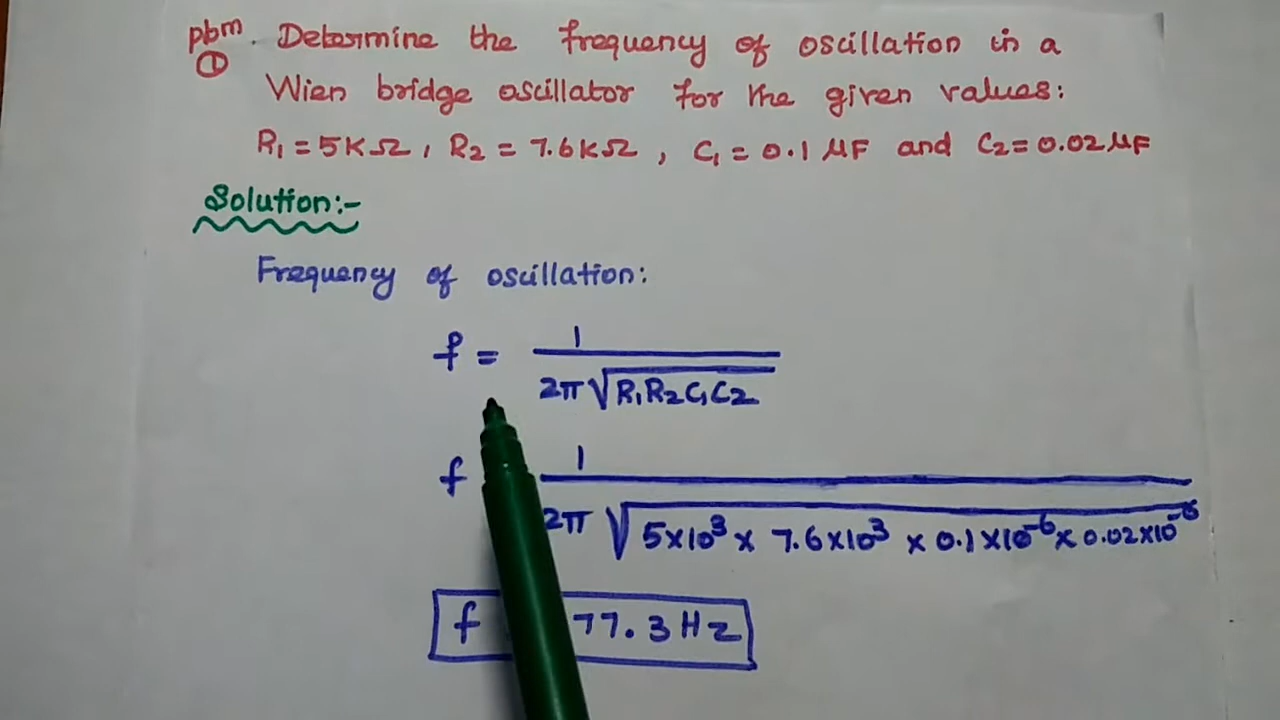 pbm. Determine the frequency of oscillation in a
① Wien bridge oscillator for the given values:
R₁ = 5KΩ, R₂ = 7.6KΩ, C₁ = 0.1 μF and C₂ = 0.02 μF
Solution:-
Frequency of oscillation:
f = 1 / 2π√R₁R₂C₁C₂
f 1 / 2π √5×10³ × 7.6×10³ × 0.1×10⁻⁶ × 0.02×10⁻⁶
f 77.3 Hz